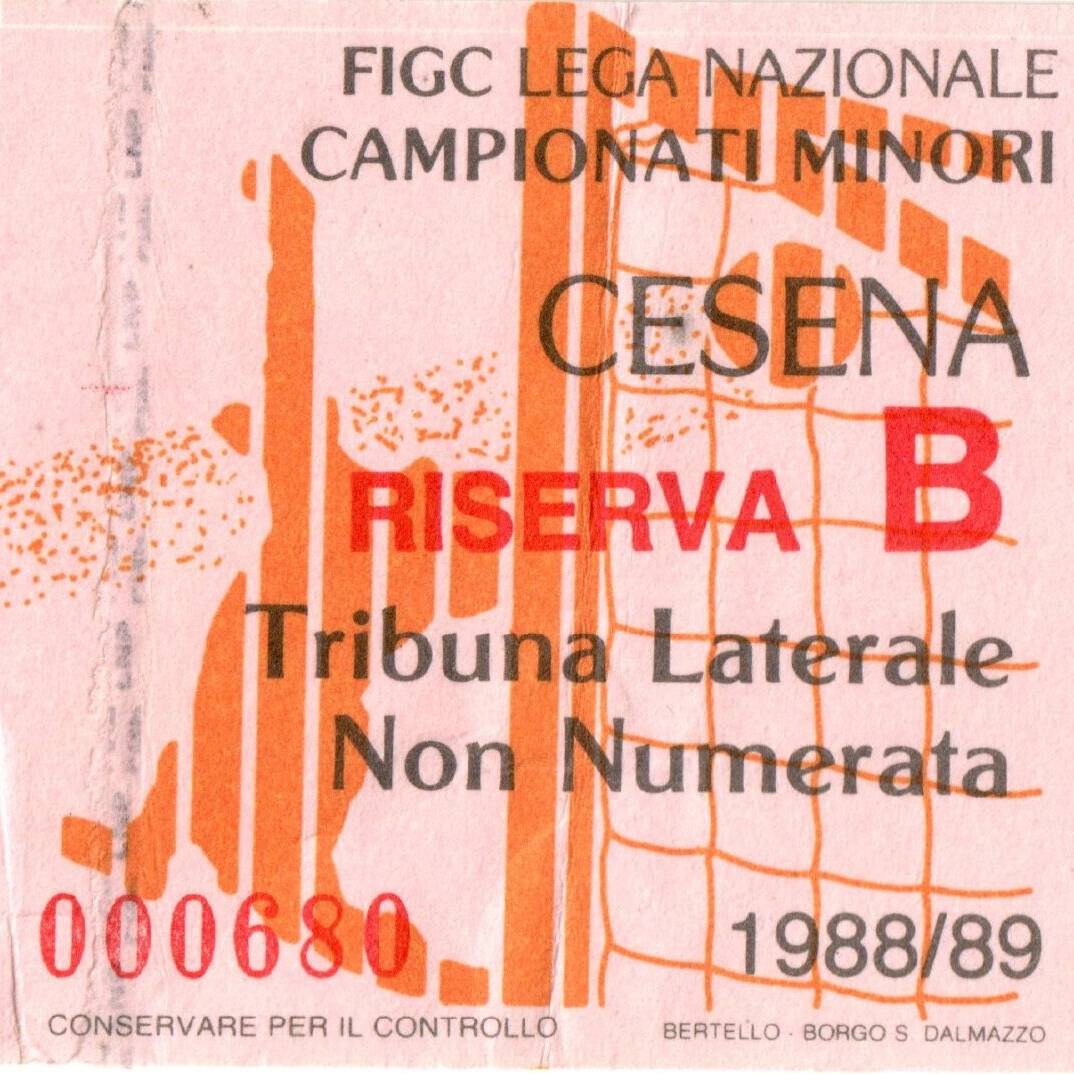 FIGC LEGA NAZIONALE
CAMPIONATI MINORI
CESENA
RISERVA B
Tribuna Laterale
Non Numerata
000680
1988/89
CONSERVARE PER IL CONTROLLO
BERTELLO - BORGO S. DALMAZZO